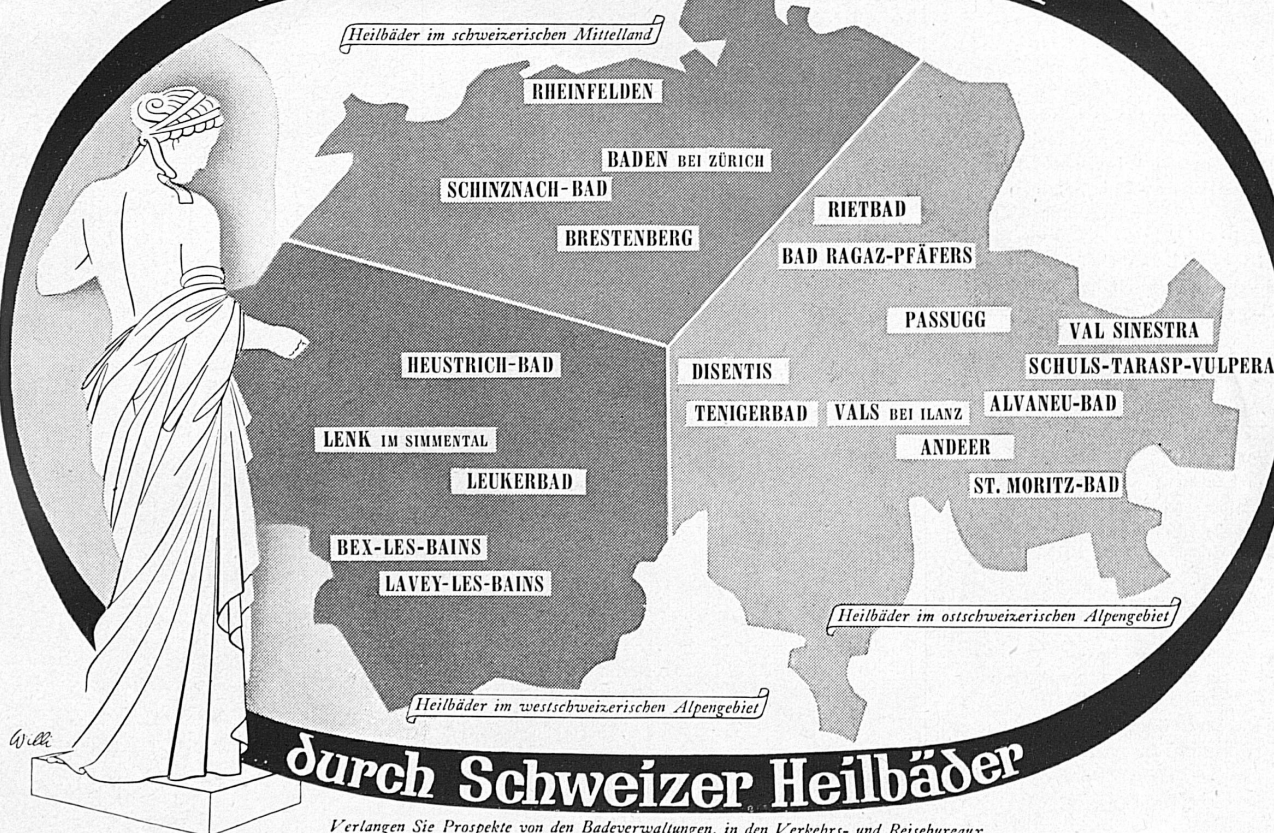 Heilbäder im schweizerischen Mittelland
RHEINFELDEN
BADEN BEI ZÜRICH
SCHINZNACH-BAD
BRESTENBERG
RIETBAD
BAD RAGAZ-PFÄFERS
PASSUGG
VAL SINESTRA
SCHULS-TARASP-VULPERA
DISENTIS
TENIGERBAD
VALS BEI ILANZ
ALVANEU-BAD
ANDEER
ST. MORITZ-BAD
HEUSTRICH-BAD
LENK IM SIMMENTAL
LEUKERBAD
BEX-LES-BAINS
LAVEY-LES-BAINS
Heilbäder im ostschweizerischen Alpengebiet
Heilbäder im westschweizerischen Alpengebiet
Willi
durch Schweizer Heilbäder
Verlangen Sie Prospekte von den Badeverwaltungen, in den Verkehrs- und Reisebureaux